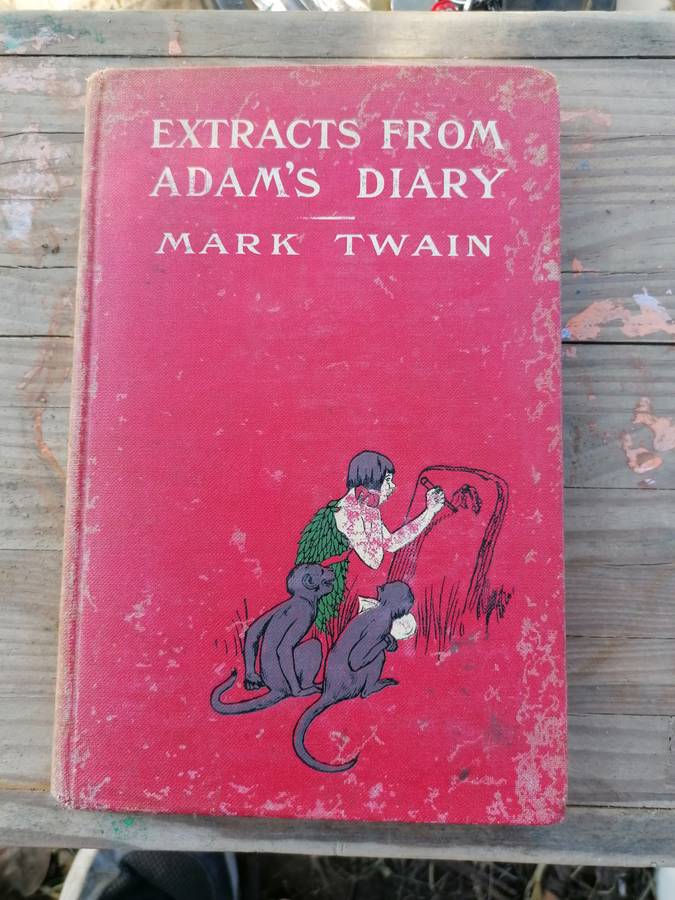 EXTRACTS FROM
ADAM'S DIARY
MARK TWAIN